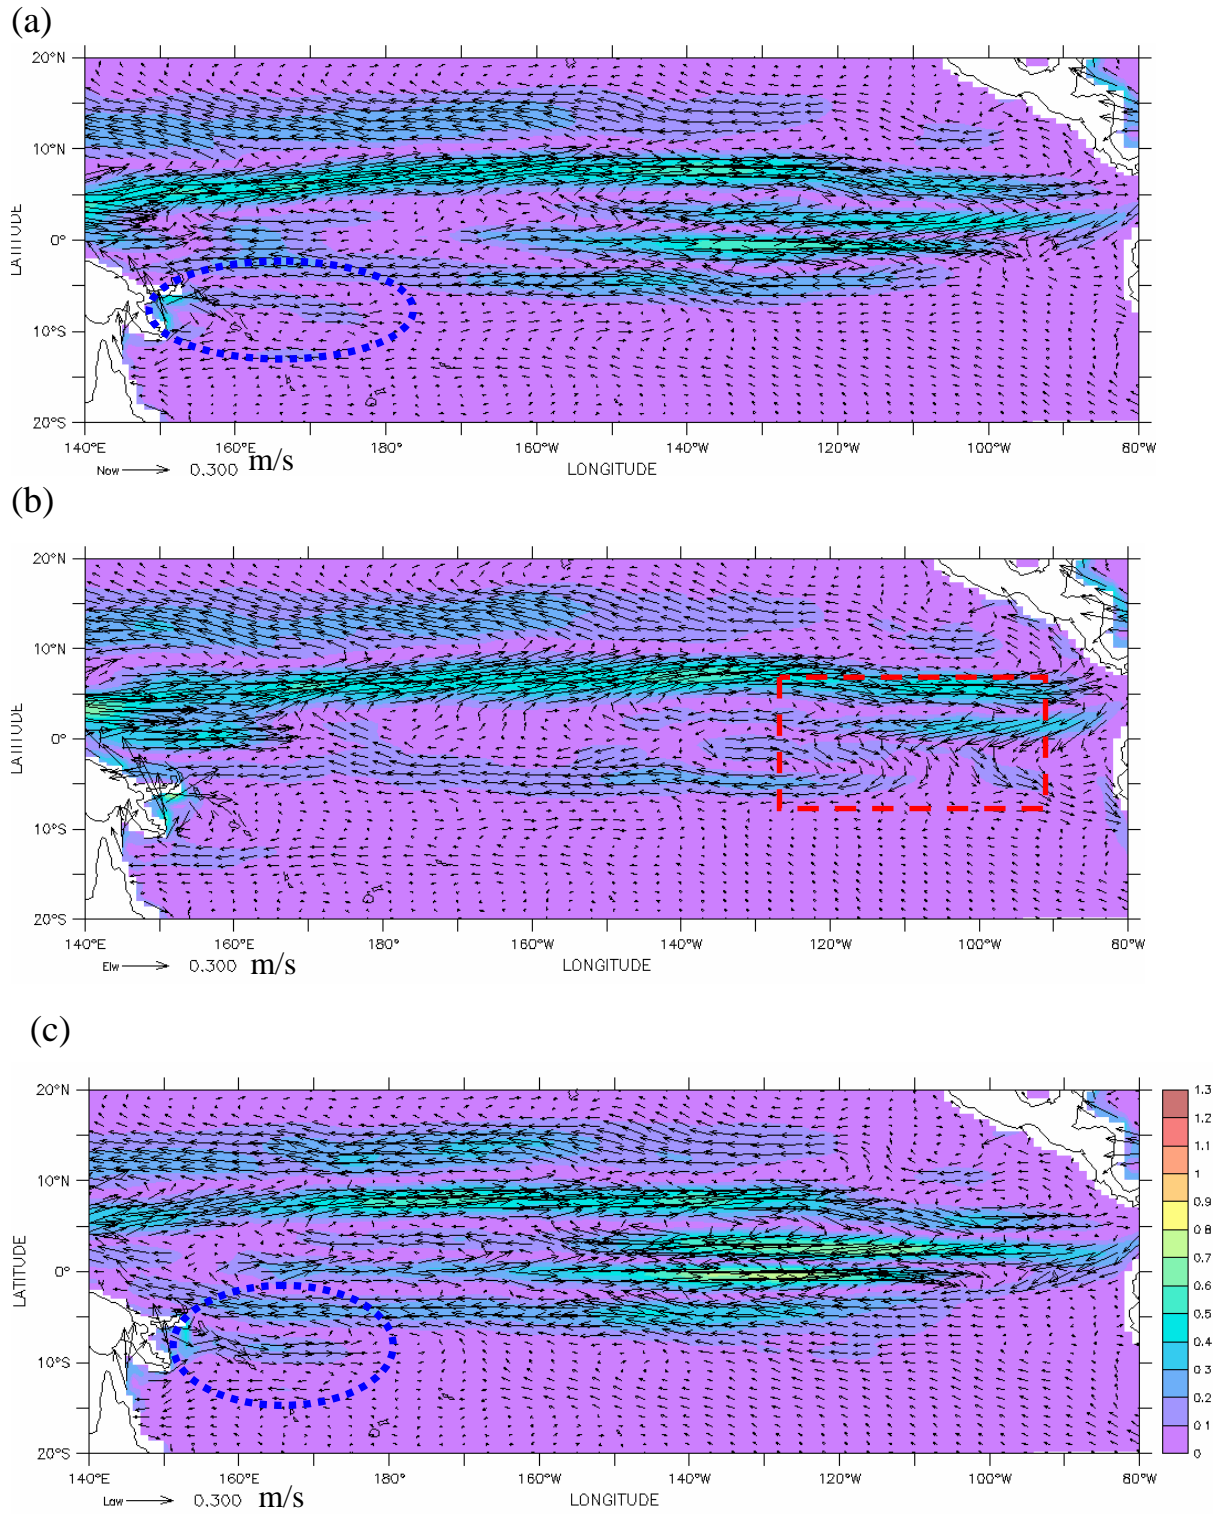 (a)
20°N
10°N
0°
10°S
20°S
LATITUDE
140°E 160°E 180° 160°W 140°W 120°W 100°W 80°W
Now 0.300 m/s LONGITUDE
(b)
20°N
10°N
0°
10°S
20°S
LATITUDE
140°E 160°E 180° 160°W 140°W 120°W 100°W 80°W
Elw 0.300 m/s LONGITUDE
(c)
20°N
10°N
0°
10°S
20°S
LATITUDE
1.3
1.2
1.1
1
0.9
0.8
0.7
0.6
0.5
0.4
0.3
0.2
0.1
0
140°E 160°E 180° 160°W 140°W 120°W 100°W 80°W
Law 0.300 m/s LONGITUDE